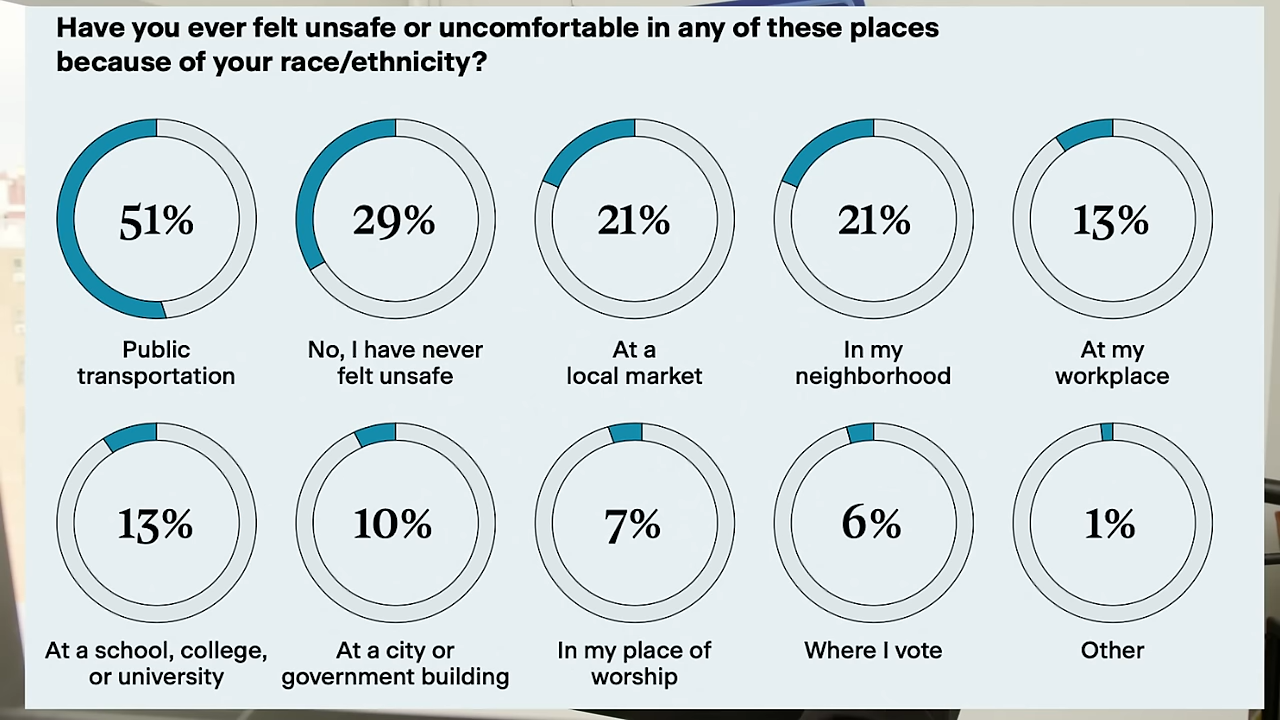 Have you ever felt unsafe or uncomfortable in any of these places
because of your race/ethnicity?
51%
29%
21%
21%
13%
Public
transportation
No, I have never
felt unsafe
At a
local market
In my
neighborhood
At my
workplace
13%
10%
7%
6%
1%
At a school, college,
or university
At a city or
government building
In my place of
worship
Where I vote
Other